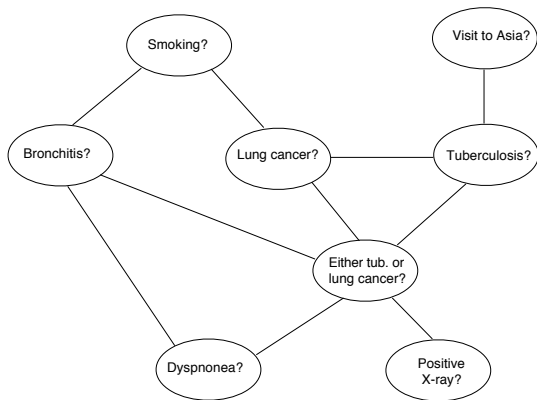 Smoking?
Visit to Asia?
Bronchitis?
Lung cancer?
Tuberculosis?
Either tub. or
lung cancer?
Dyspnonea?
Positive
X-ray?